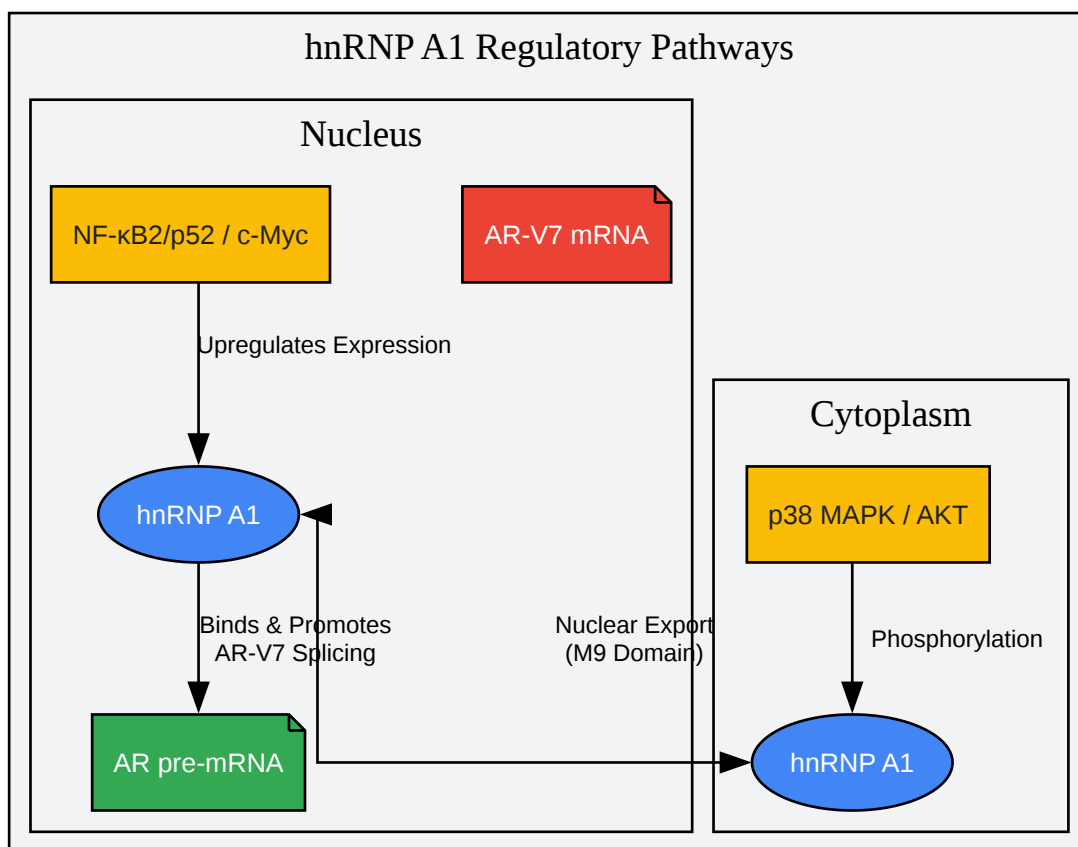 hnRNP A1 Regulatory Pathways
Nucleus
NF-κB2/p52 / c-Myc
AR-V7 mRNA
Upregulates Expression
hnRNP A1
Binds & Promotes
AR-V7 Splicing
AR pre-mRNA
Nuclear Export
(M9 Domain)
Cytoplasm
p38 MAPK / AKT
Phosphorylation
hnRNP A1